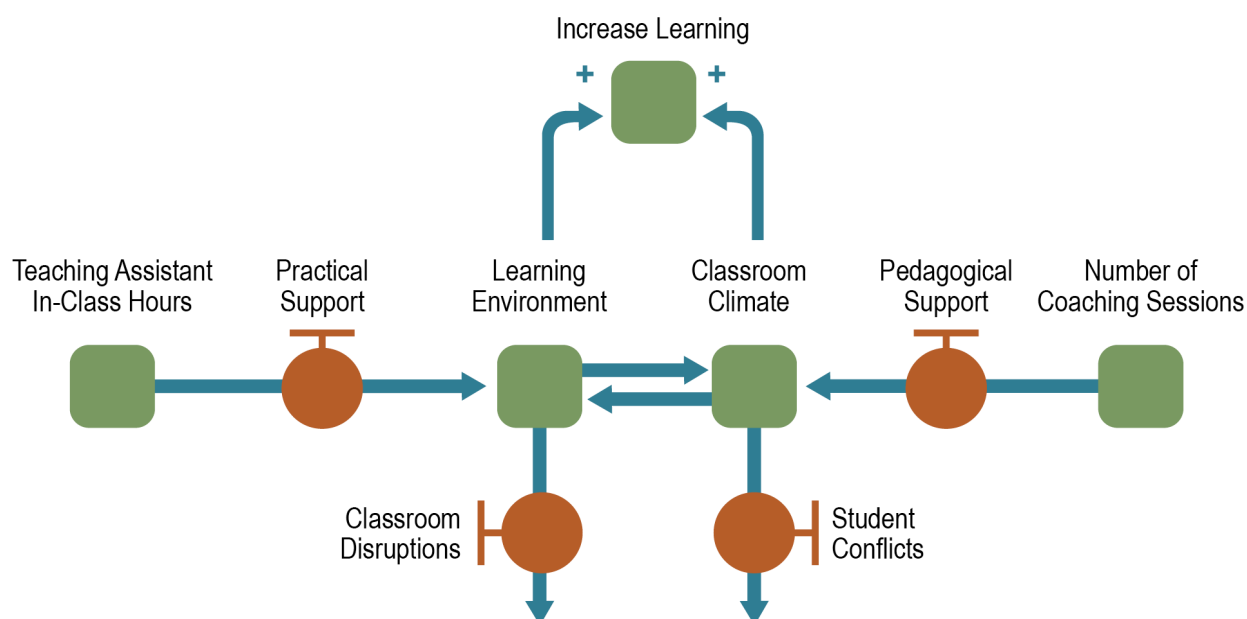 Increase Learning
+ +
Teaching Assistant
In-Class Hours
Practical
Support
Learning
Environment
Classroom
Climate
Pedagogical
Support
Number of
Coaching Sessions
Classroom
Disruptions
Student
Conflicts